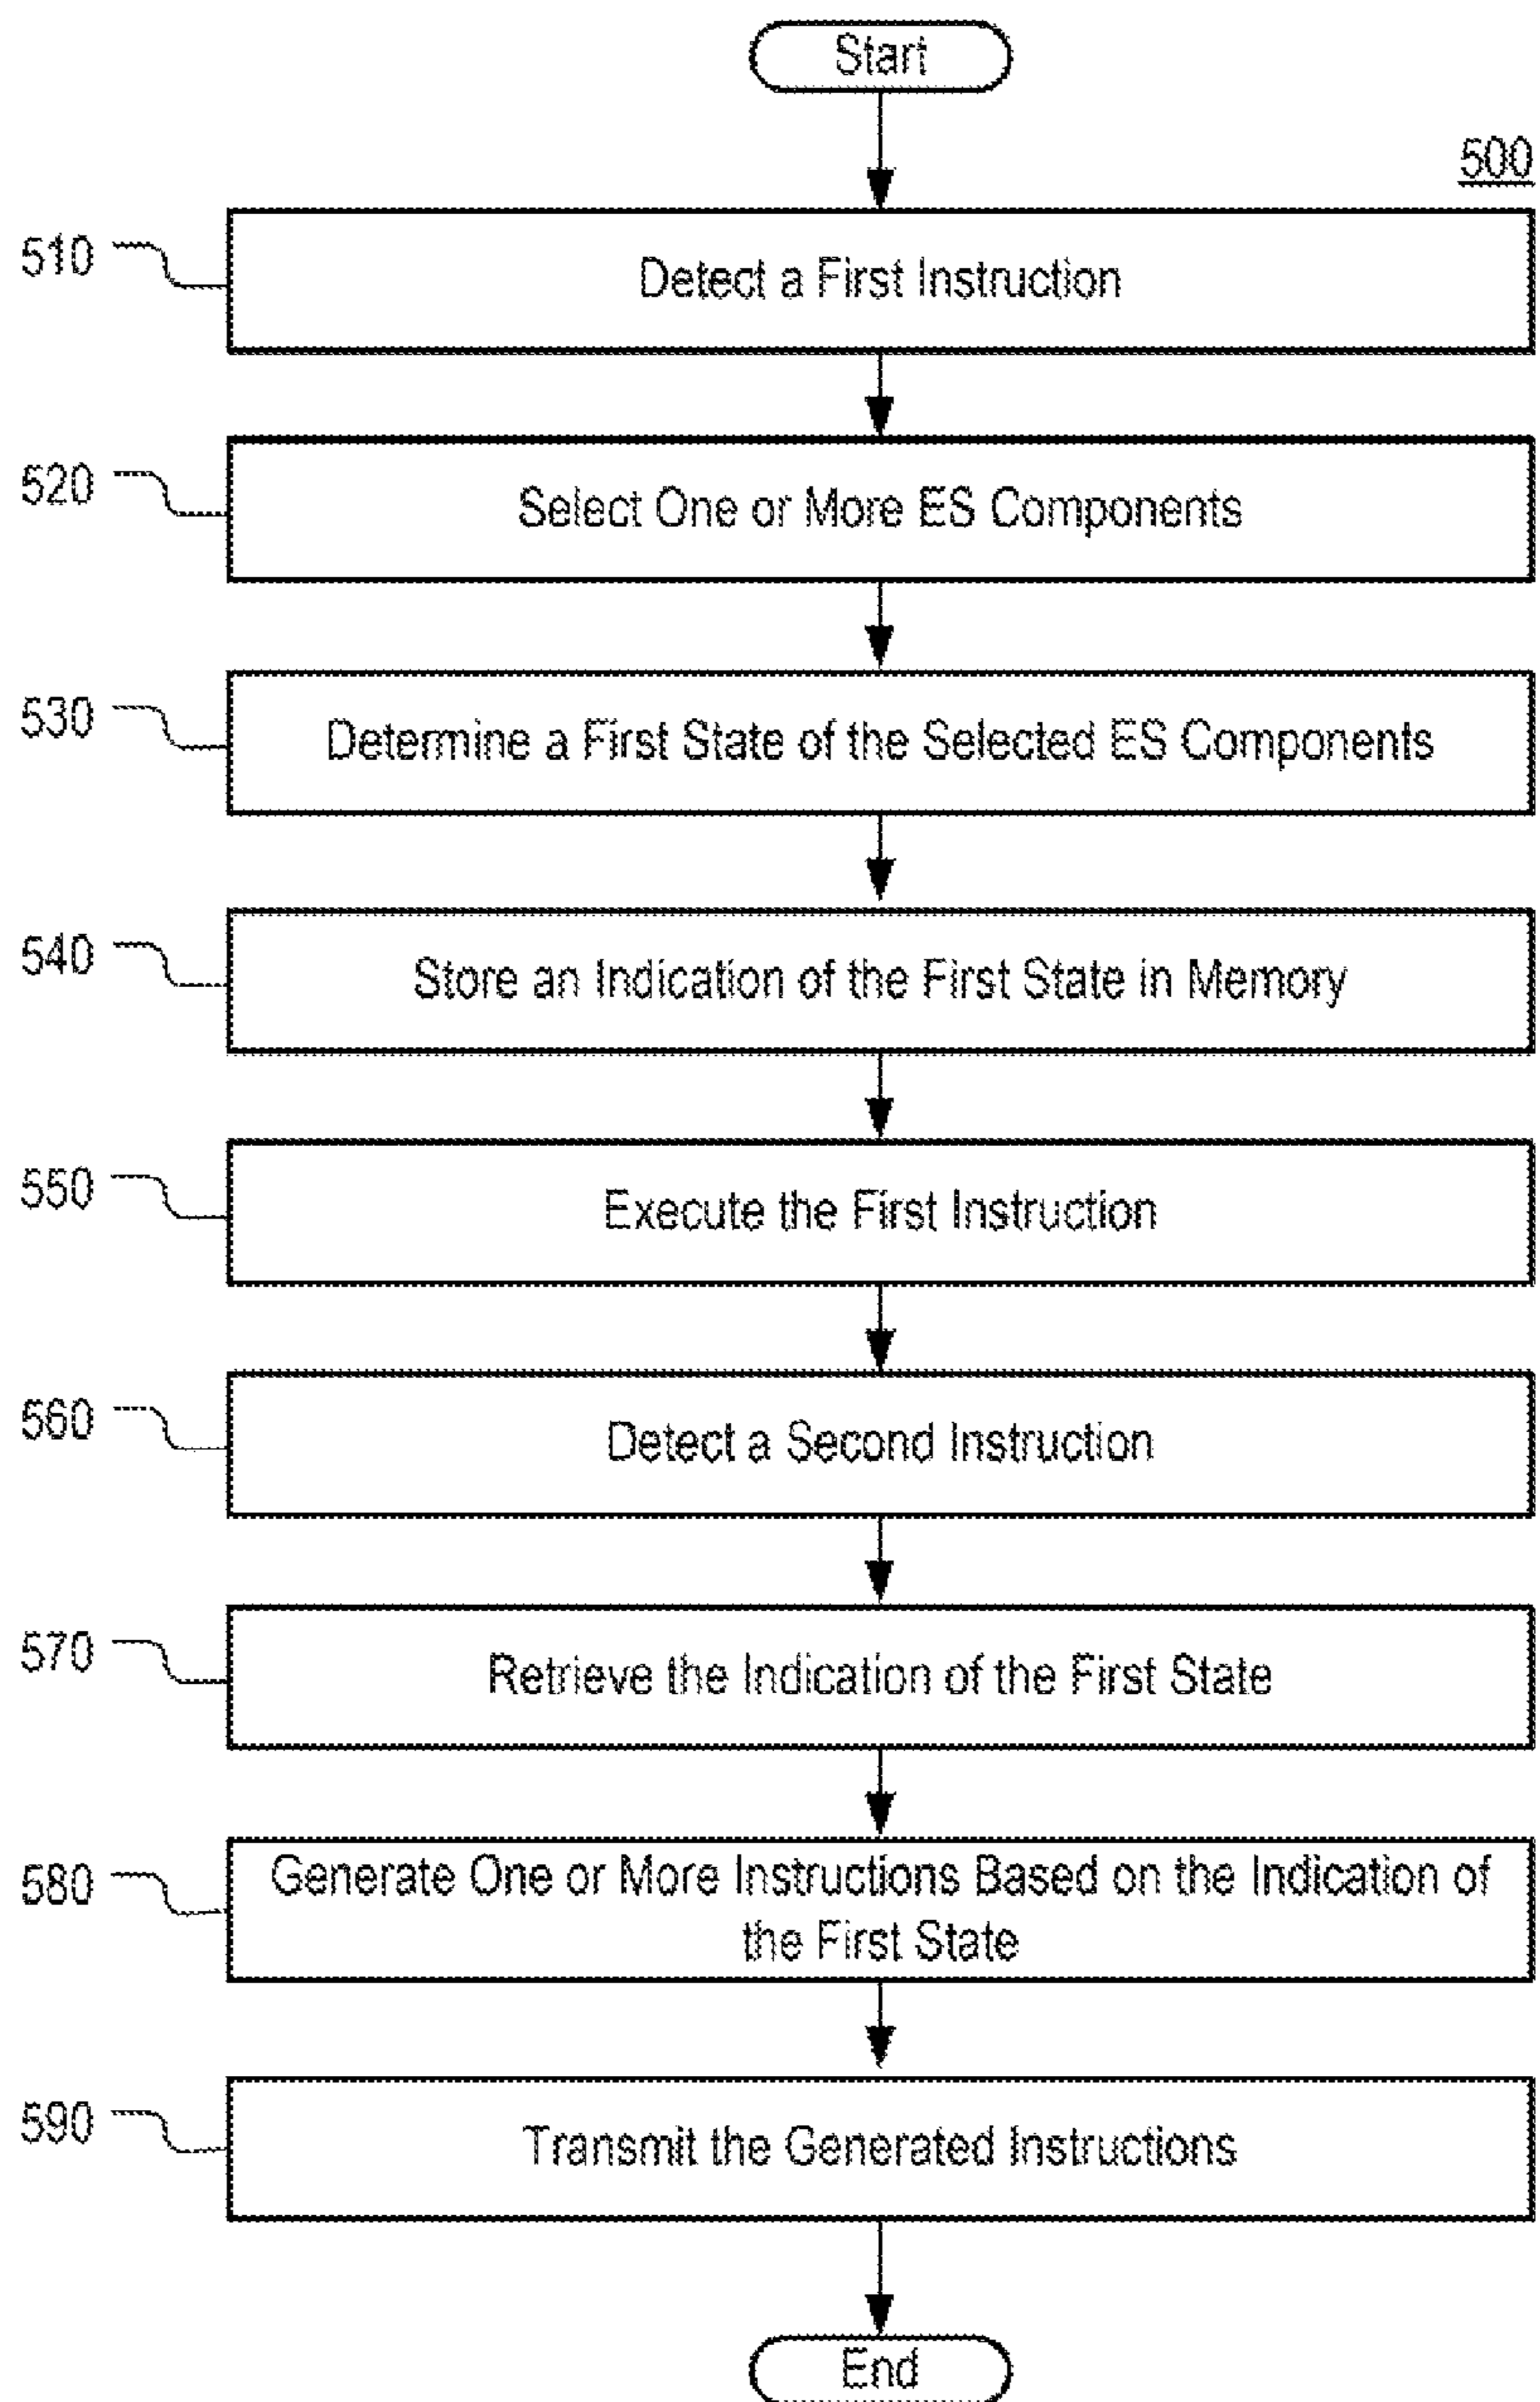 Start
500
510
Detect a First Instruction
520
Select One or More ES Components
530
Determine a First State of the Selected ES Components
540
Store an Indication of the First State in Memory
550
Execute the First Instruction
560
Detect a Second Instruction
570
Retrieve the Indication of the First State
580
Generate One or More Instructions Based on the Indication of
the First State
590
Transmit the Generated Instructions
End